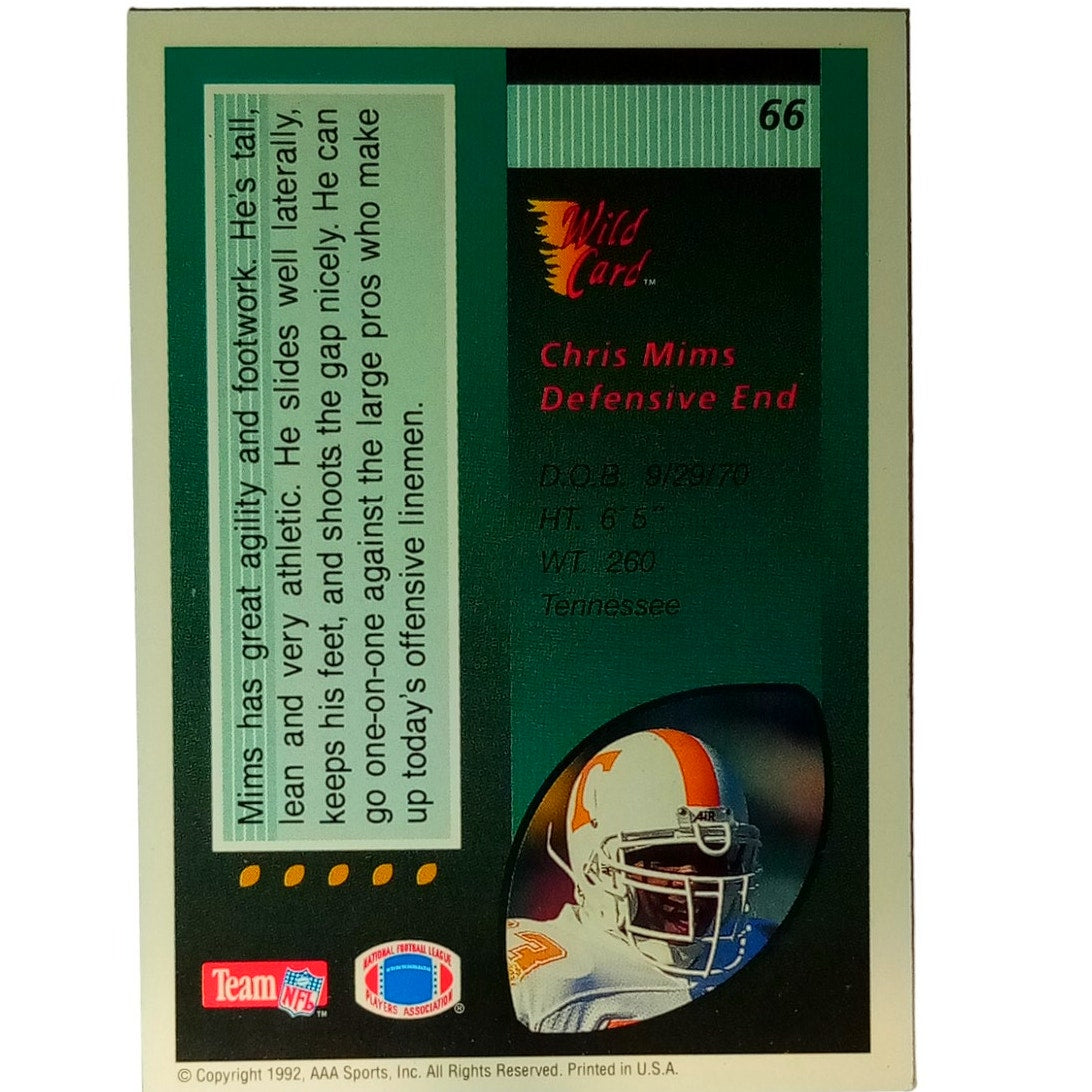 66
Wild
Card™
Chris Mims
Defensive End
D.O.B. 9/29/70
HT. 6' 5"
WT. 260
Tennessee
Mims has great agility and footwork. He's tall,
lean and very athletic. He slides well laterally,
keeps his feet, and shoots the gap nicely. He can
go one-on-one against the large pros who make
up today's offensive linemen.
AIR
Team NFL™
NATIONAL FOOTBALL LEAGUE
PLAYERS ASSOCIATION®
© Copyright 1992, AAA Sports, Inc. All Rights Reserved. Printed in U.S.A.